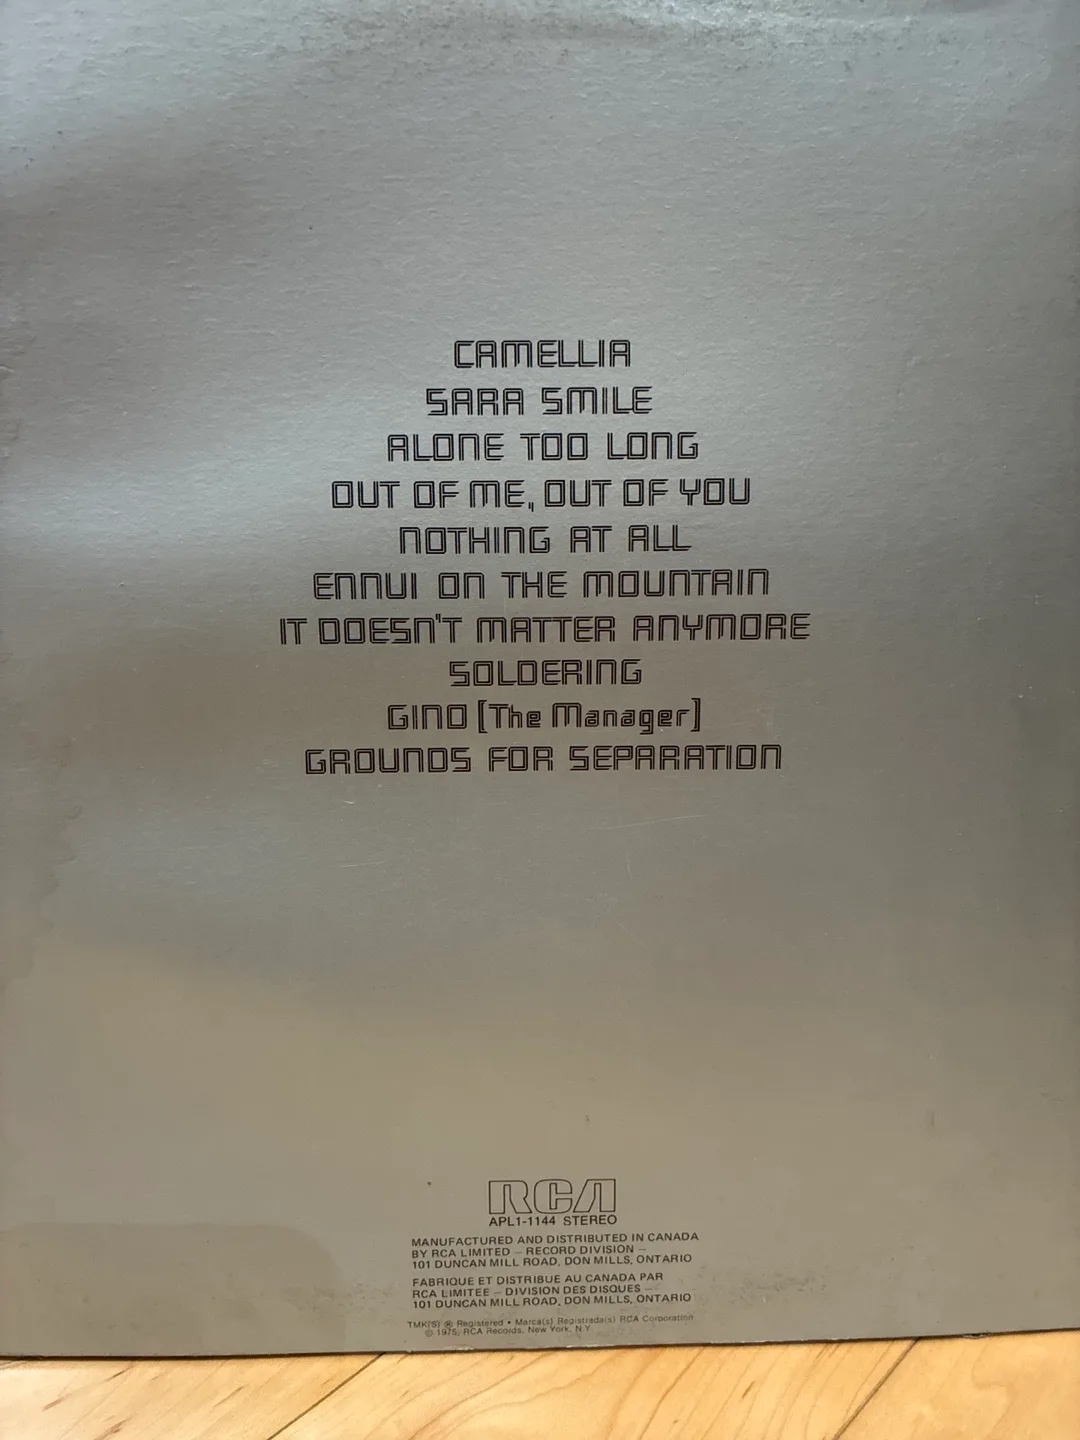 CAMELLIA
SARA SMILE
ALONE TOO LONG
OUT OF ME, OUT OF YOU
NOTHING AT ALL
ENNUI ON THE MOUNTAIN
IT DOESN'T MATTER ANYMORE
SOLDERING
GINO [The Manager]
GROUNDS FOR SEPARATION
RCA
APL1-1144 STEREO
MANUFACTURED AND DISTRIBUTED IN CANADA
BY RCA LIMITED – RECORD DIVISION –
101 DUNCAN MILL ROAD, DON MILLS, ONTARIO
FABRIQUE ET DISTRIBUE AU CANADA PAR
RCA LIMITEE – DIVISION DES DISQUES –
101 DUNCAN MILL ROAD, DON MILLS, ONTARIO
TMK(S) ® Registered • Marca(s) Registrada(s) RCA Corporation
© 1975, RCA Records, New York, N.Y.